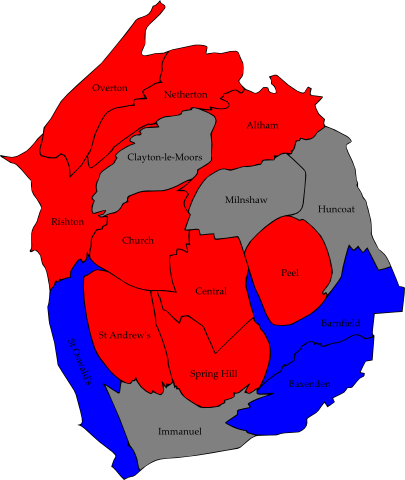 Overton
Netherton
Altham
Clayton-le-Moors
Milnshaw
Huncoat
Rishton
Church
Peel
Central
Barnfield
St Andrew's
St Oswald's
Spring Hill
Baxenden
Immanuel